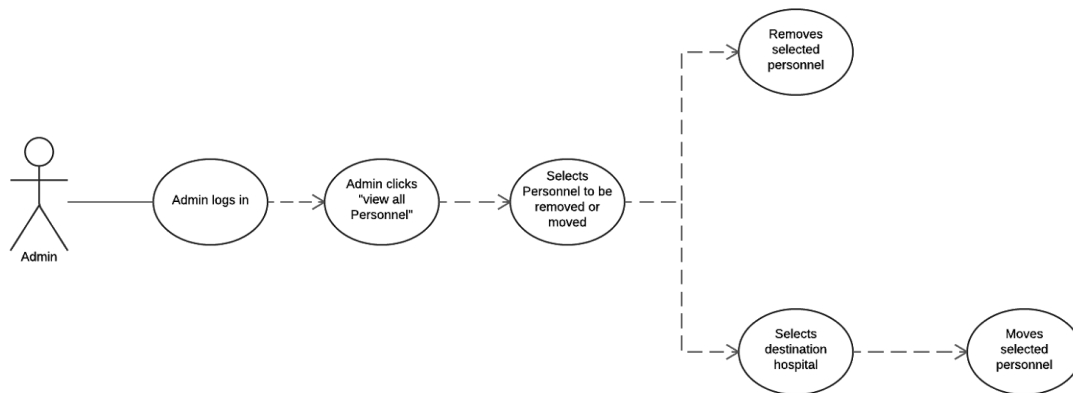 Removes
selected
personnel
Admin logs in
Admin clicks
"view all
Personnel"
Selects
Personnel to be
removed or
moved
Admin
Selects
destination
hospital
Moves
selected
personnel